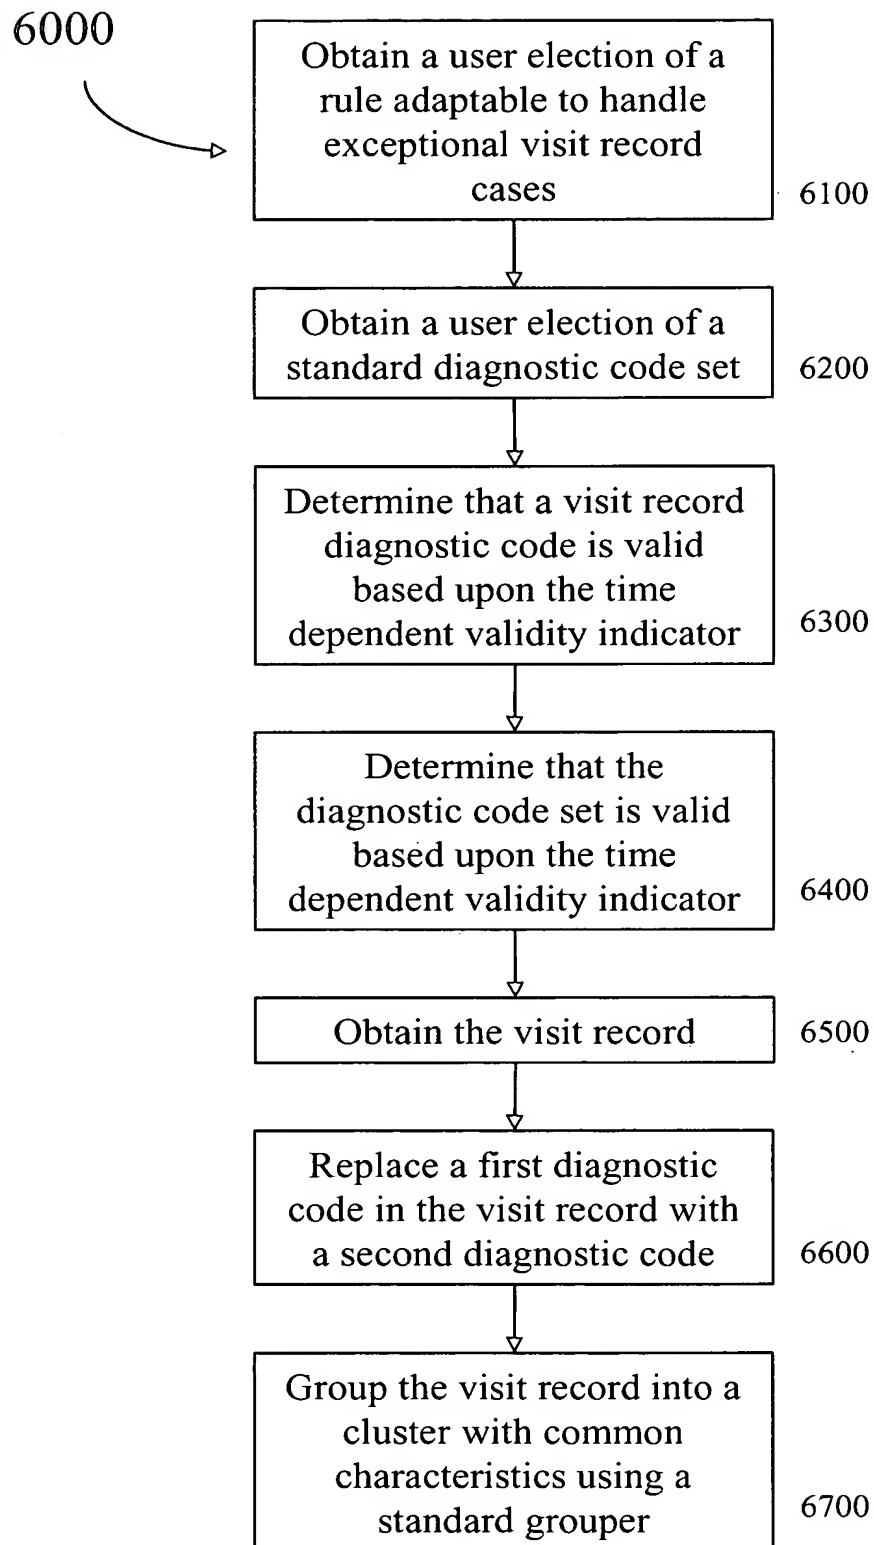 6000
Obtain a user election of a
rule adaptable to handle
exceptional visit record
cases
6100
Obtain a user election of a
standard diagnostic code set
6200
Determine that a visit record
diagnostic code is valid
based upon the time
dependent validity indicator
6300
Determine that the
diagnostic code set is valid
based upon the time
dependent validity indicator
6400
Obtain the visit record
6500
Replace a first diagnostic
code in the visit record with
a second diagnostic code
6600
Group the visit record into a
cluster with common
characteristics using a
standard grouper
6700